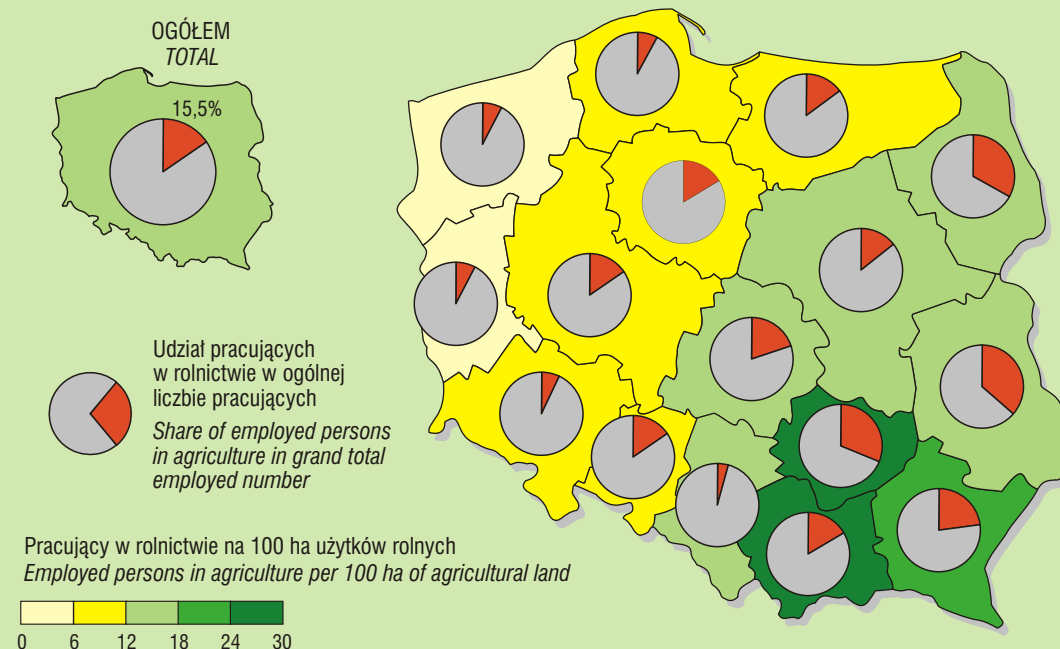 OGÓŁEM
TOTAL
15,5%
Udział pracujących
w rolnictwie w ogólnej
liczbie pracujących
Share of employed persons
in agriculture in grand total
employed number
Pracujący w rolnictwie na 100 ha użytków rolnych
Employed persons in agriculture per 100 ha of agricultural land
0 6 12 18 24 30